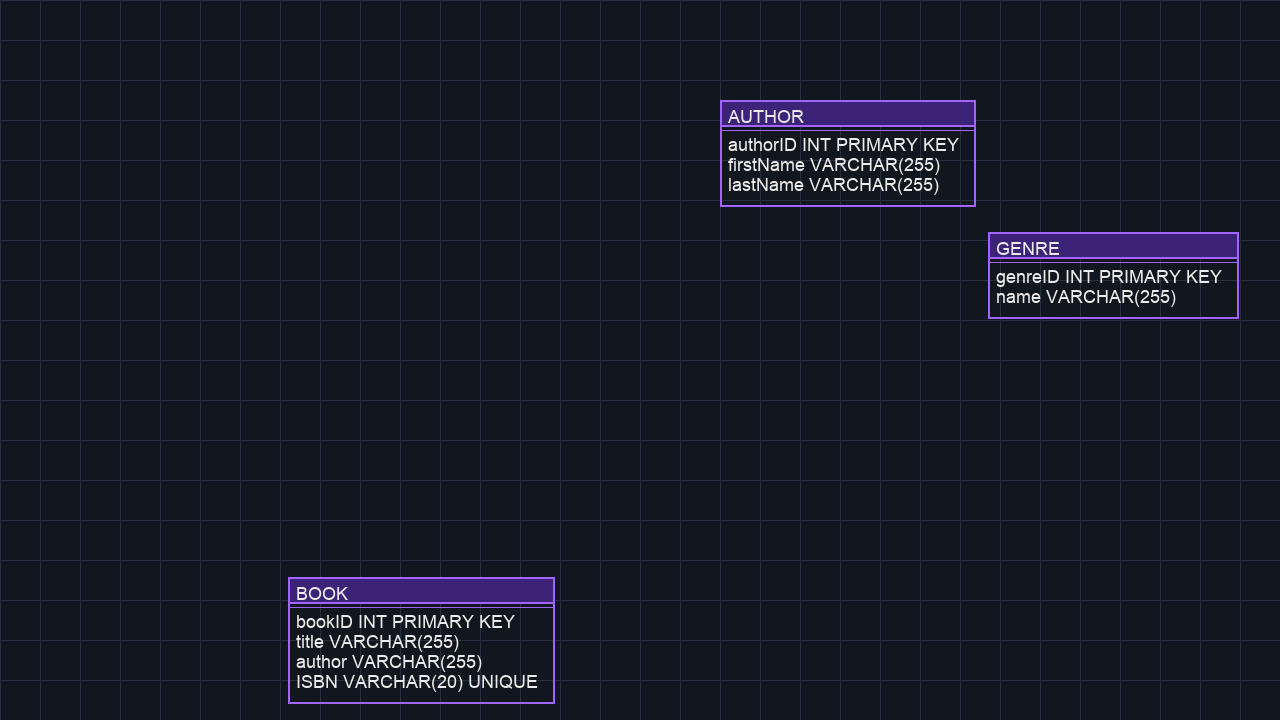 AUTHOR
authorID INT PRIMARY KEY
firstName VARCHAR(255)
lastName VARCHAR(255)
GENRE
genreID INT PRIMARY KEY
name VARCHAR(255)
BOOK
bookID INT PRIMARY KEY
title VARCHAR(255)
author VARCHAR(255)
ISBN VARCHAR(20) UNIQUE